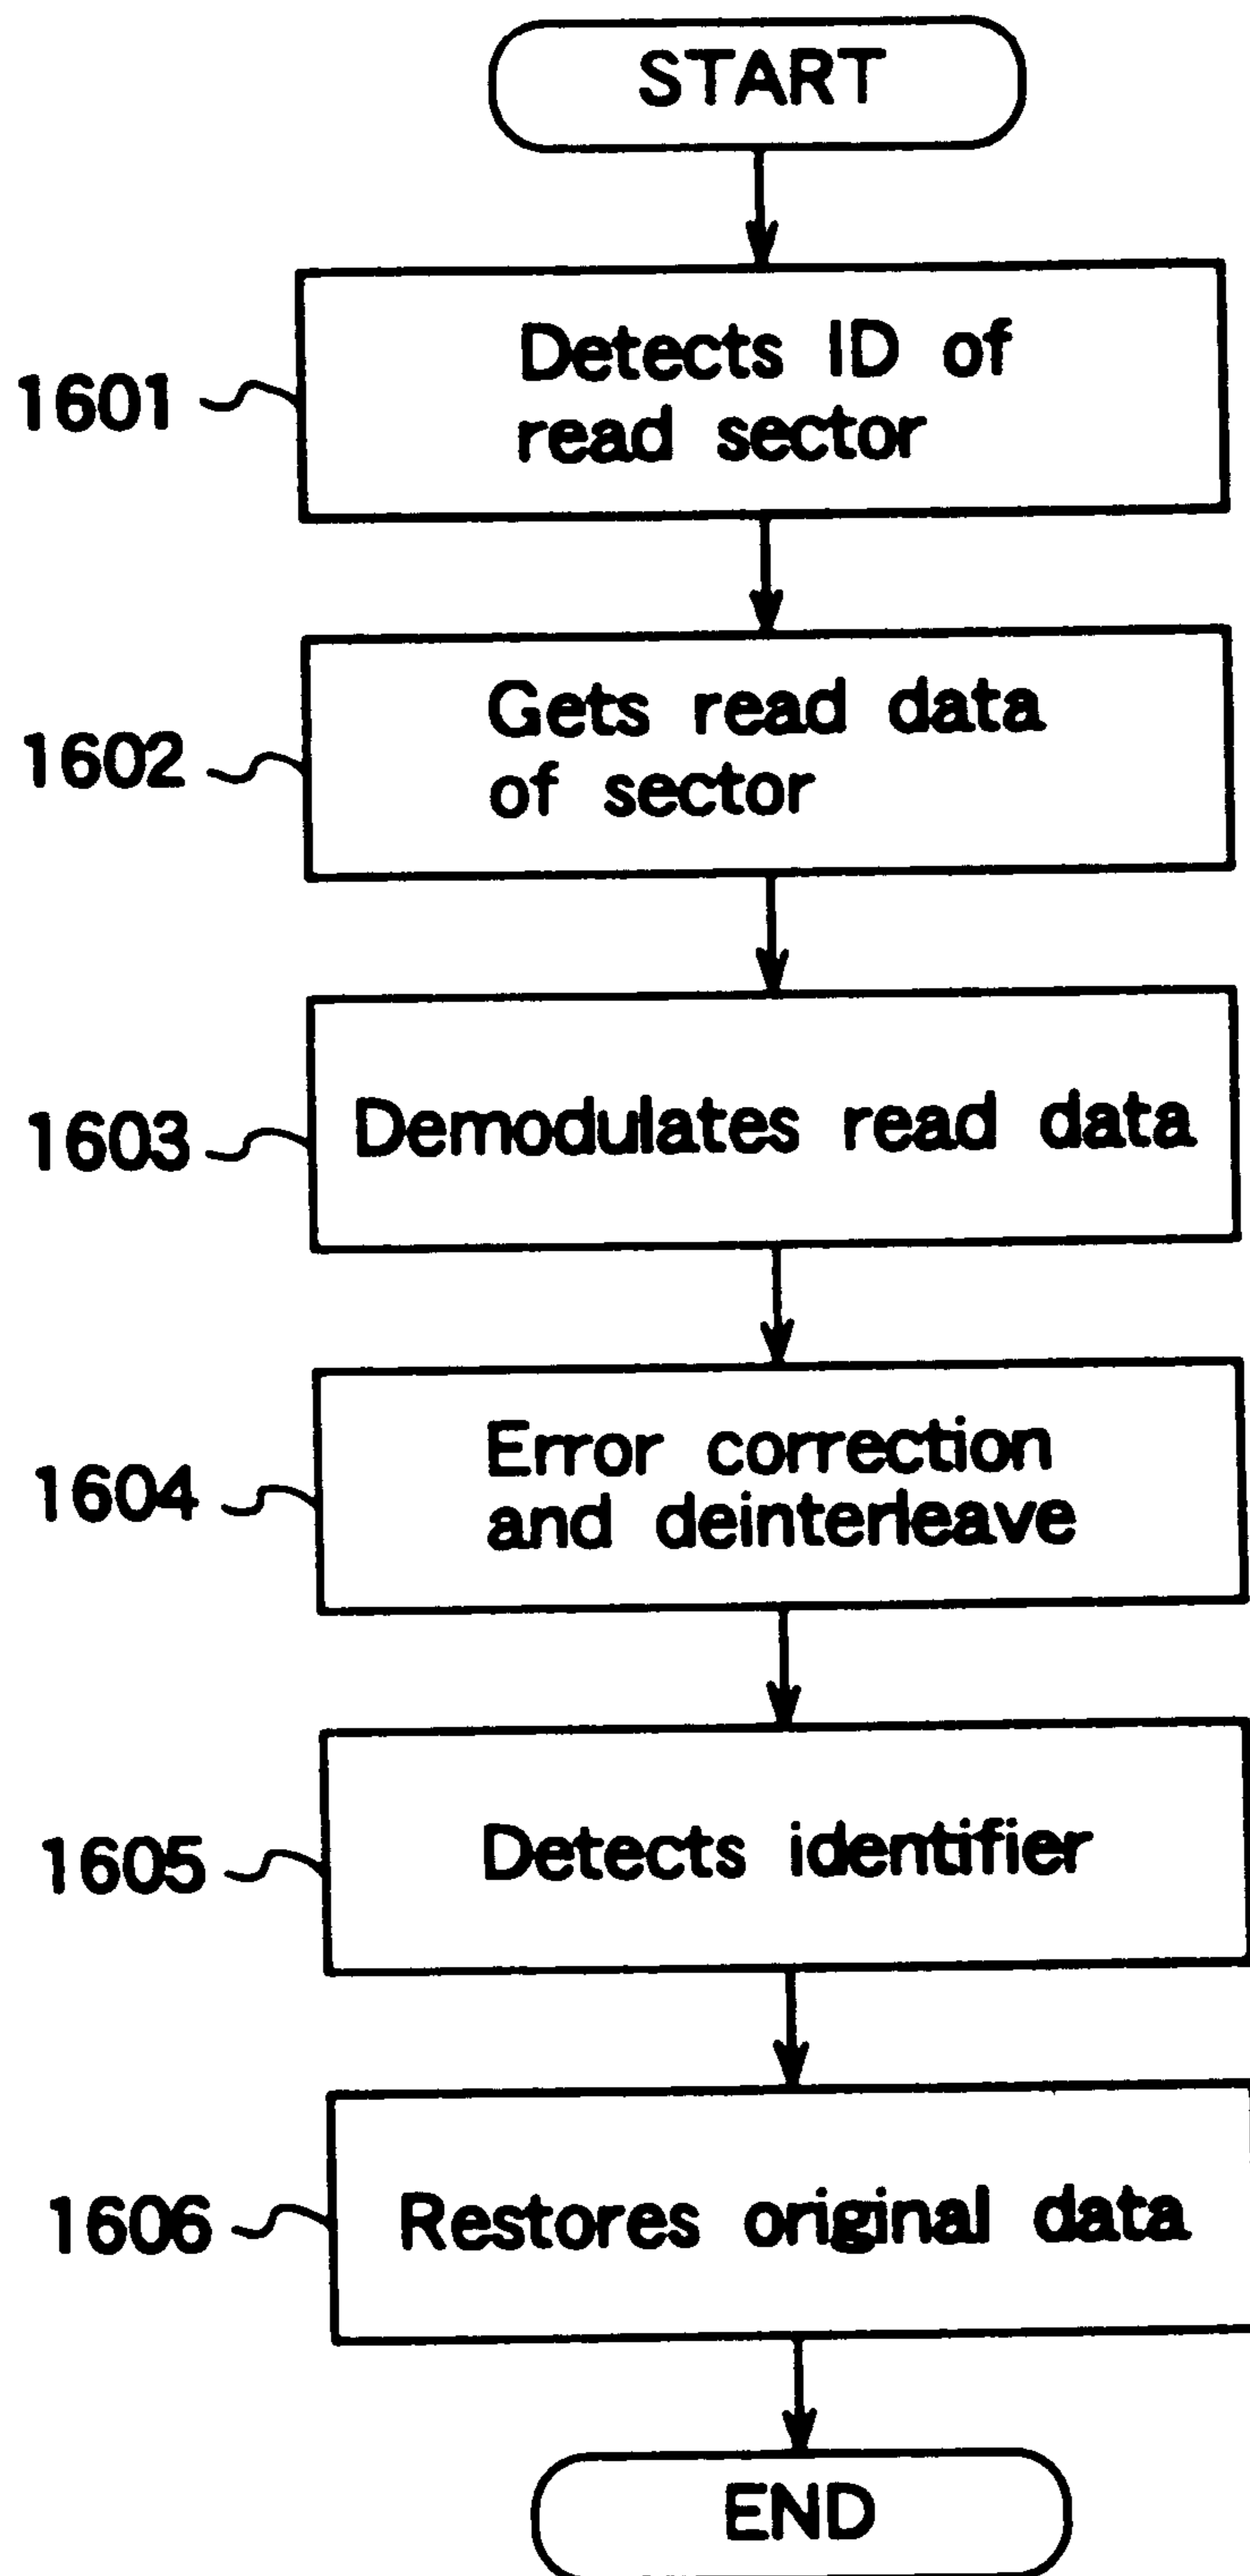 START
1601
Detects ID of
read sector
1602
Gets read data
of sector
1603
Demodulates read data
1604
Error correction
and deinterleave
1605
Detects identifier
1606
Restores original data
END